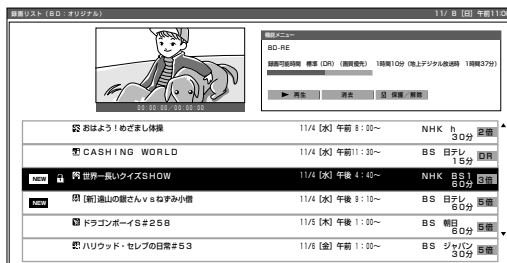 録画リスト（BD：オリジナル）
11/ 8［日］午前11:00
機能メニュー
BD-RE
録画可能時間 標準（DR）（画質優先） 1時間10分（地上デジタル放送時 1時間37分）
▶ 再生 消去 保護／解除
00:00:00/00:00:00
おはよう！めざまし体操 11/4［水］午前 8：00〜 NHK h 30分 2倍
CASHING WORLD 11/4［水］午前11：30〜 BS 日テレ 15分 DR
NEW 世界一長いクイズSHOW 11/4［水］午後 4：40〜 NHK BS1 60分 3倍
NEW ［新］遠山の銀さんｖｓねずみ小僧 11/4［水］午後 9：10〜 BS 日テレ 60分 5倍
ドラゴンボーイS＃258 11/5［木］午後 1：00〜 BS 朝日 60分 5倍
ハリウッド・セレブの日常＃53 11/6［金］午前 1：00〜 BS ジャパン 30分 5倍